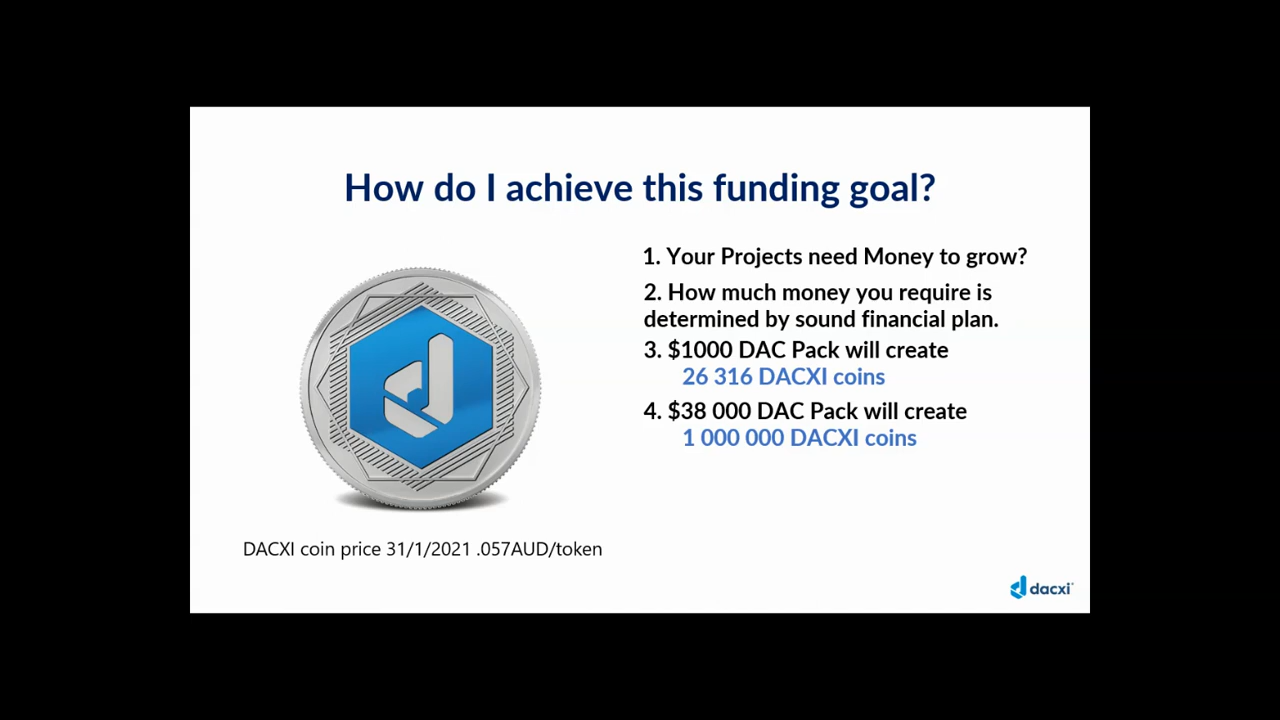 How do I achieve this funding goal?
1. Your Projects need Money to grow?
2. How much money you require is
determined by sound financial plan.
3. $1000 DAC Pack will create
26 316 DACXI coins
4. $38 000 DAC Pack will create
1 000 000 DACXI coins
DACXI coin price 31/1/2021 .057AUD/token
dacxi